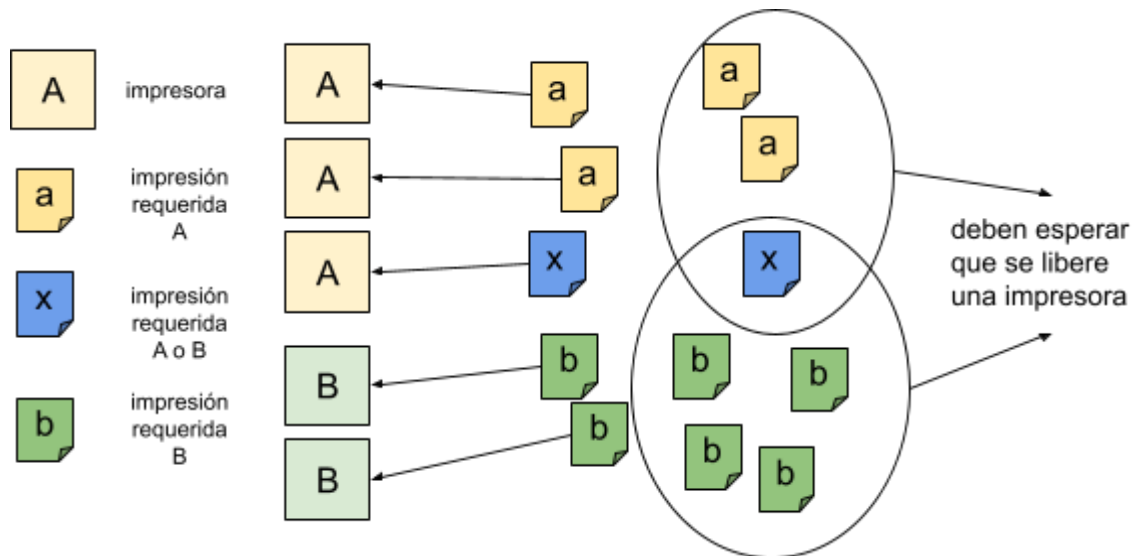 A
impresora
a
impresión
requerida
A
x
impresión
requerida
A o B
b
impresión
requerida
B
A
a
A
a
A
x
B
b
B
b
a
a
x
b
b
b
b
deben esperar
que se libere
una impresora